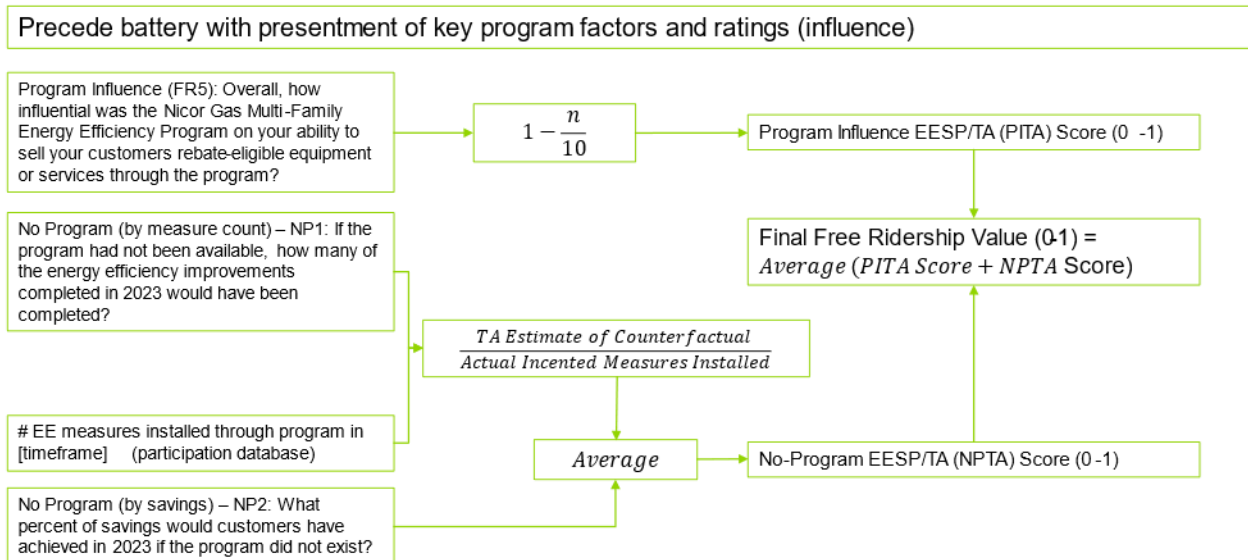 Precede battery with presentment of key program factors and ratings (influence)
Program Influence (FR5): Overall, how
influential was the Nicor Gas Multi-Family
Energy Efficiency Program on your ability to
sell your customers rebate-eligible equipment
or services through the program?
1 − n/10
Program Influence EESP/TA (PITA) Score (0 -1)
No Program (by measure count) – NP1: If the
program had not been available, how many of
the energy efficiency improvements
completed in 2023 would have been
completed?
Final Free Ridership Value (0-1) =
Average (PITA Score + NPTA Score)
TA Estimate of Counterfactual
Actual Incented Measures Installed
# EE measures installed through program in
[timeframe] (participation database)
Average
No-Program EESP/TA (NPTA) Score (0-1)
No Program (by savings) – NP2: What
percent of savings would customers have
achieved in 2023 if the program did not exist?